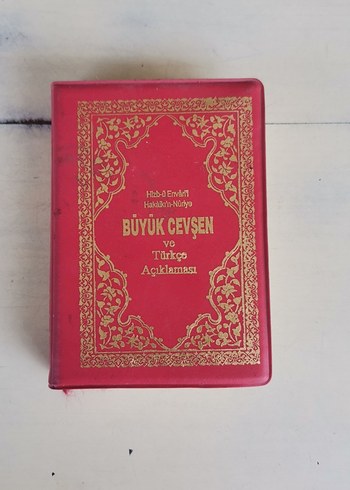 Hizb-ü Envâri'l
Hakâikı'n-Nûriye
BÜYÜK CEVŞEN
ve
Türkçe
Açıklaması